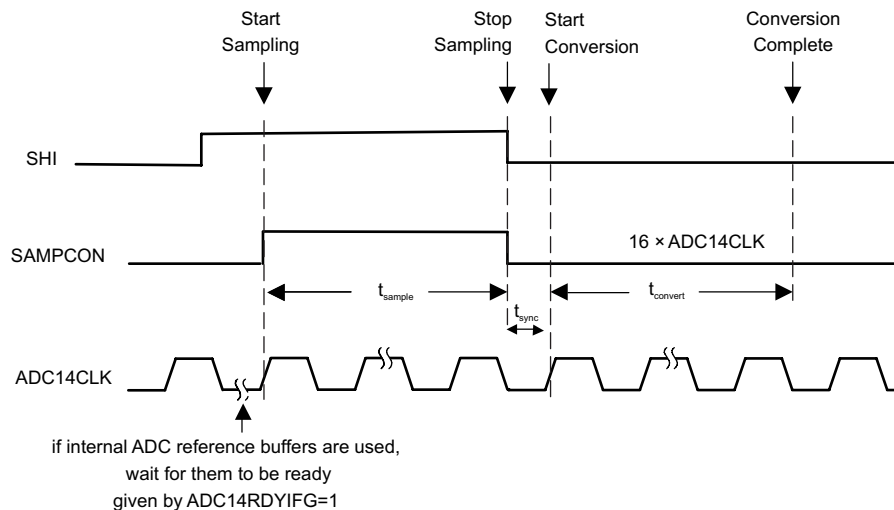 Start
Sampling
Stop
Sampling
Start
Conversion
Conversion
Complete
SHI
SAMPCON
16 × ADC14CLK
tsample
tconvert
tsync
ADC14CLK
if internal ADC reference buffers are used,
wait for them to be ready
given by ADC14RDYIFG=1